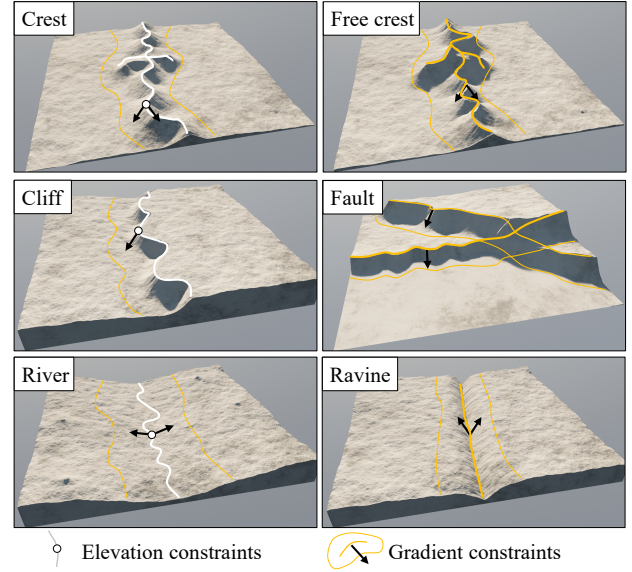 Crest
Free crest
Cliff
Fault
River
Ravine
Elevation constraints
Gradient constraints